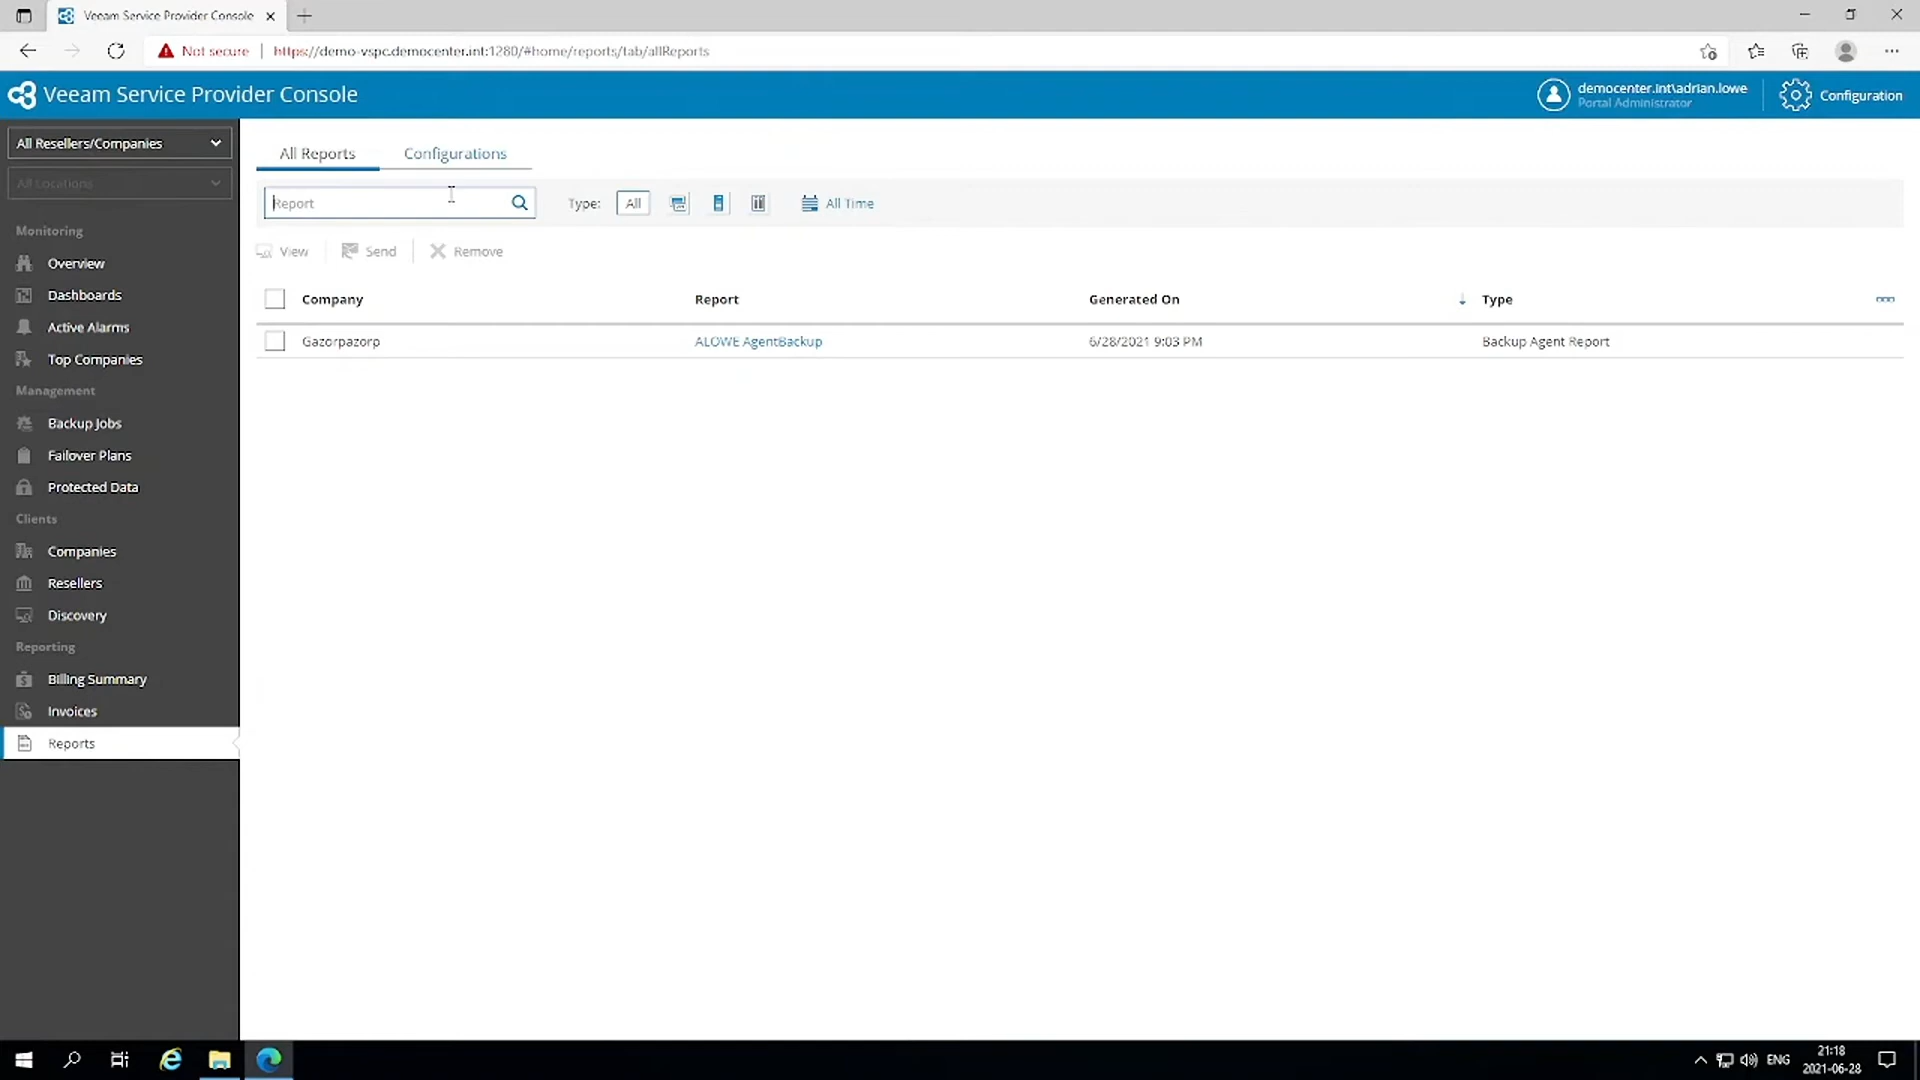 Veeam Service Provider Console
Not secure
https://demo-vspc.democenter.int:1280/#home/reports/tab/allReports
Veeam Service Provider Console
democenter.int\adrian.lowe
Portal Administrator
Configuration
All Resellers/Companies
All Locations
Monitoring
Overview
Dashboards
Active Alarms
Top Companies
Management
Backup Jobs
Failover Plans
Protected Data
Clients
Companies
Resellers
Discovery
Reporting
Billing Summary
Invoices
Reports
All Reports
Configurations
Report
Type: All
All Time
View
Send
Remove
Company Report Generated On Type
Gazorpazorp ALOWE AgentBackup 6/28/2021 9:03 PM Backup Agent Report
ENG
21:18
2021-06-28